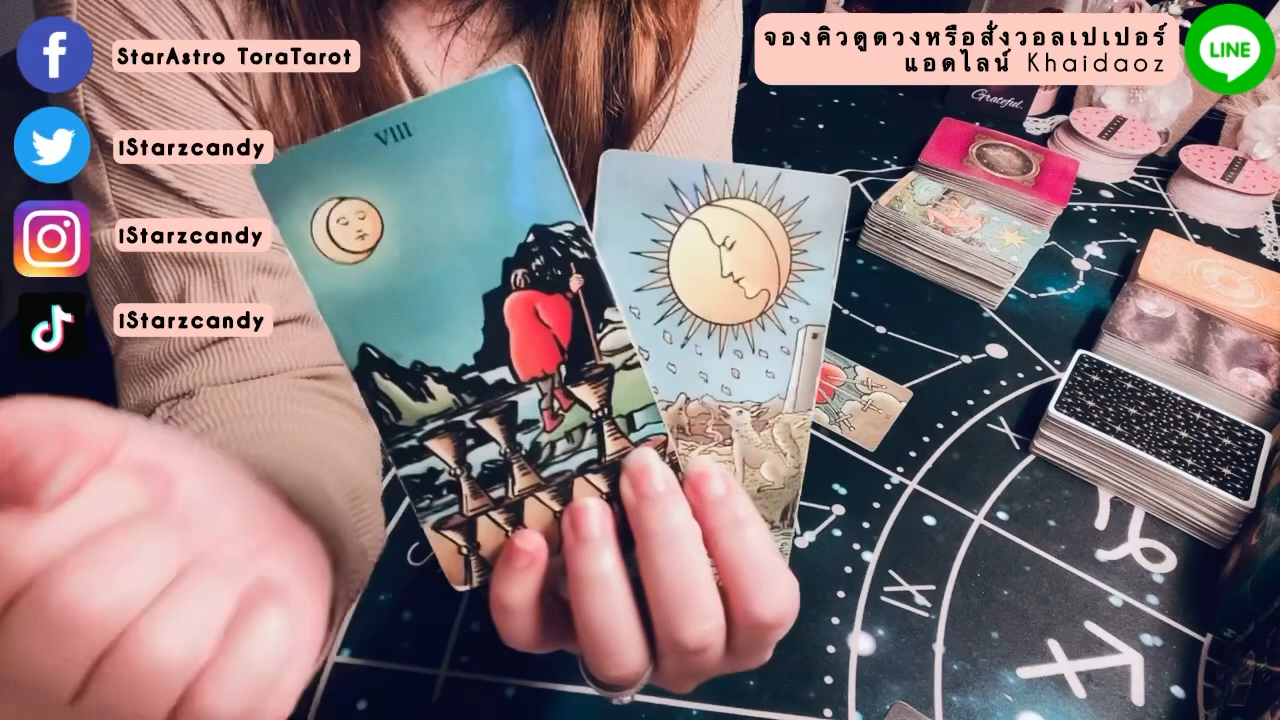 StarAstro ToraTarot
IStarzcandy
IStarzcandy
IStarzcandy
จองคิวดูดวงหรือสั่งวอลเปเปอร์
แอดไลน์ Khaidaoz
LINE
Grateful.
VIII
X
IX